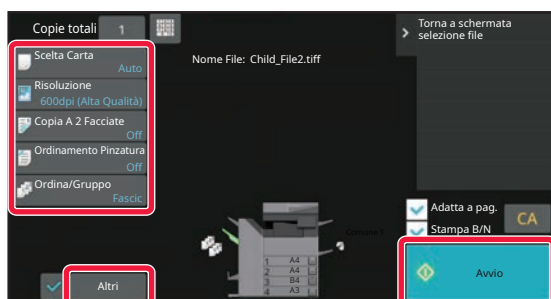 Copie totali 1
Torna a schermata
selezione file
Scelta Carta
Auto
Nome File: Child_File2.tiff
Risoluzione
600dpi (Alta Qualità)
Copia A 2 Facciate
Off
Ordinamento Pinzatura
Off
Ordina/Gruppo
Fascic
Adatta a pag.
CA
Stampa B/N
1 A4
2 A4
3 B4
4 A3
Altri
Avvio